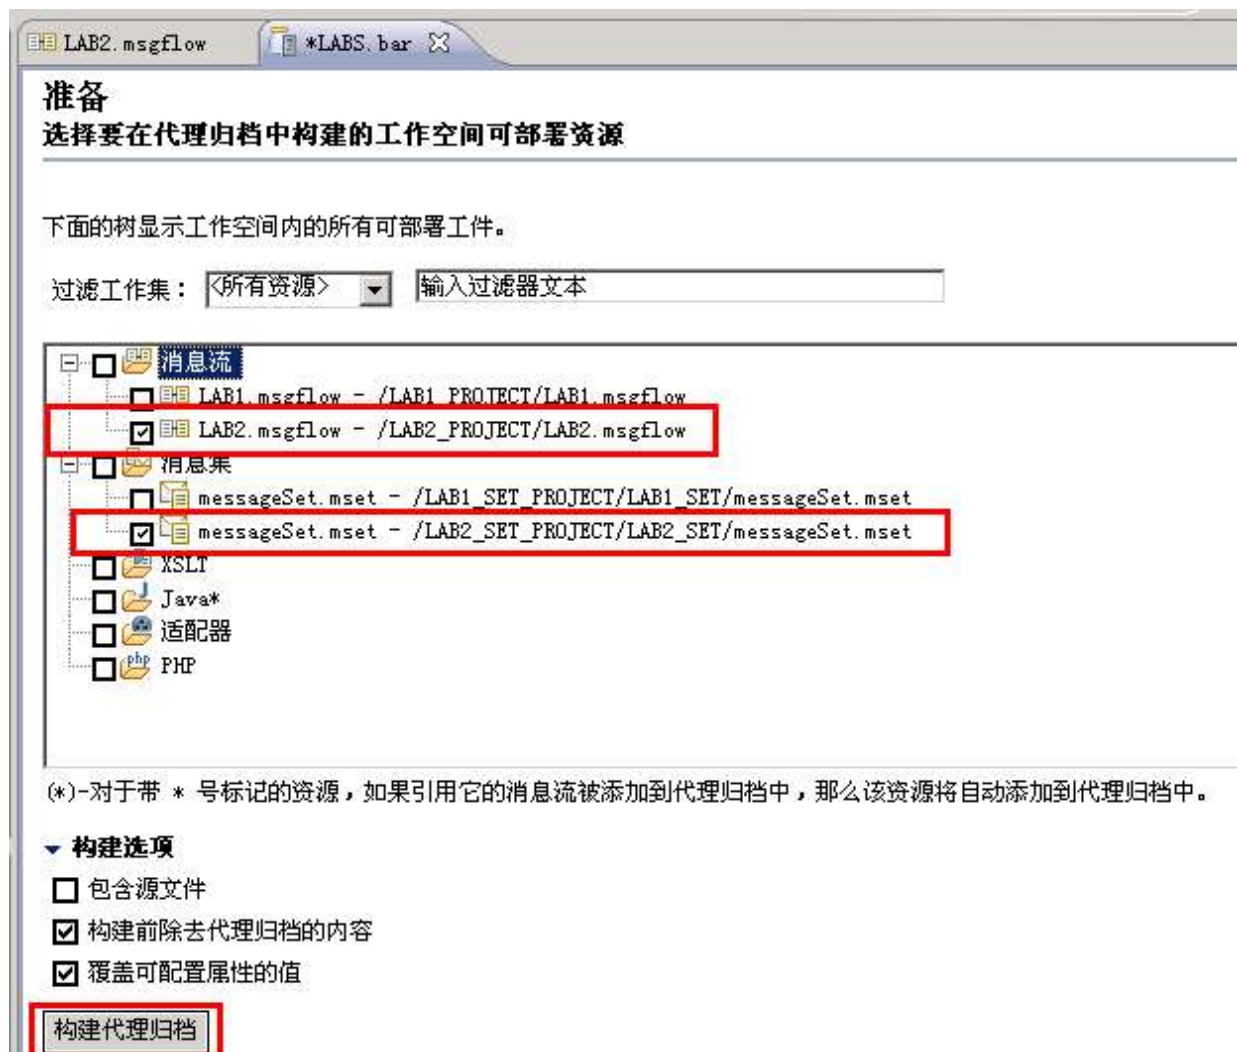 LAB2.msgflow
*LABS.bar
准备
选择要在代理归档中构建的工作空间可部署资源
下面的树显示工作空间内的所有可部署工件。
过滤工作集： <所有资源> 输入过滤器文本
消息流
LAB1.msgflow - /LAB1_PROJECT/LAB1.msgflow
LAB2.msgflow - /LAB2_PROJECT/LAB2.msgflow
消息集
messageSet.mset - /LAB1_SET_PROJECT/LAB1_SET/messageSet.mset
messageSet.mset - /LAB2_SET_PROJECT/LAB2_SET/messageSet.mset
XSLT
Java*
适配器
php PHP
(*)-对于带 * 号标记的资源，如果引用它的消息流被添加到代理归档中，那么该资源将自动添加到代理归档中。
构建选项
包含源文件
构建前除去代理归档的内容
覆盖可配置属性的值
构建代理归档